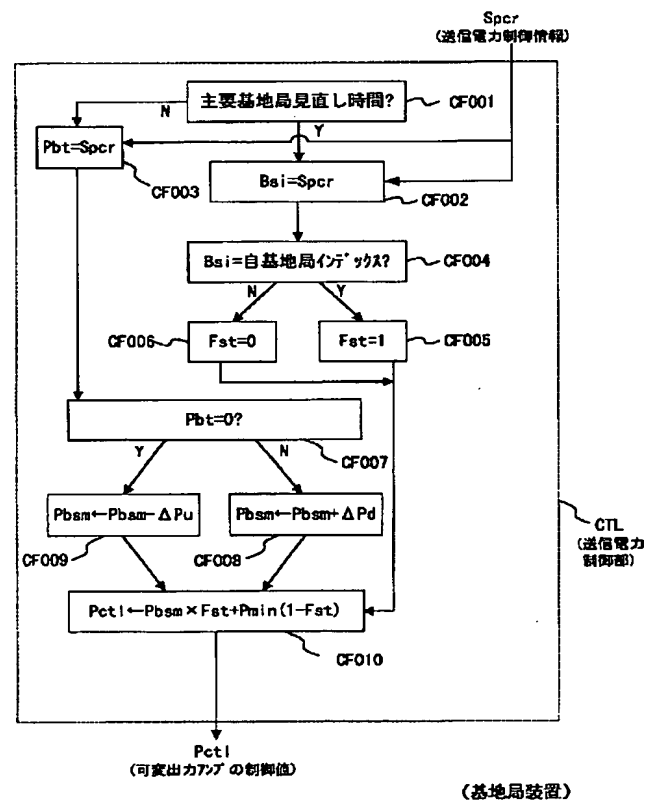 Spcr
(送信電力制御情報)
主要基地局見直し時間?
CF001
N
Y
Pbt=Spcr
CF003
Bsi=Spcr
CF002
Bsi=自基地局インデックス?
CF004
N
Y
CF006
Fst=0
Fst=1
CF005
Pbt=0?
CF007
Y
N
Pbsm←Pbsm−ΔPu
Pbsm←Pbsm+ΔPd
CF009
CF008
CTL
(送信電力
制御部)
Pctl←Pbsm×Fst+Pmin(1-Fst)
CF010
Pctl
(可変出力アンプの制御値)
(基地局装置)